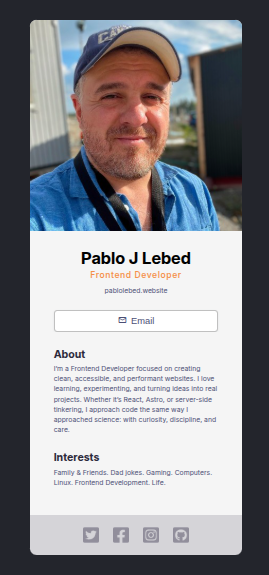 CAPO
Pablo J Lebed
Frontend Developer
pablolebed.website
Email
About
I'm a Frontend Developer focused on creating
clean, accessible, and performant websites. I love
learning, experimenting, and turning ideas into real
projects. Whether it's React, Astro, or server-side
tinkering, I approach code the same way I
approached science: with curiosity, discipline, and
care.
Interests
Family & Friends. Dad jokes. Gaming. Computers.
Linux. Frontend Development. Life.